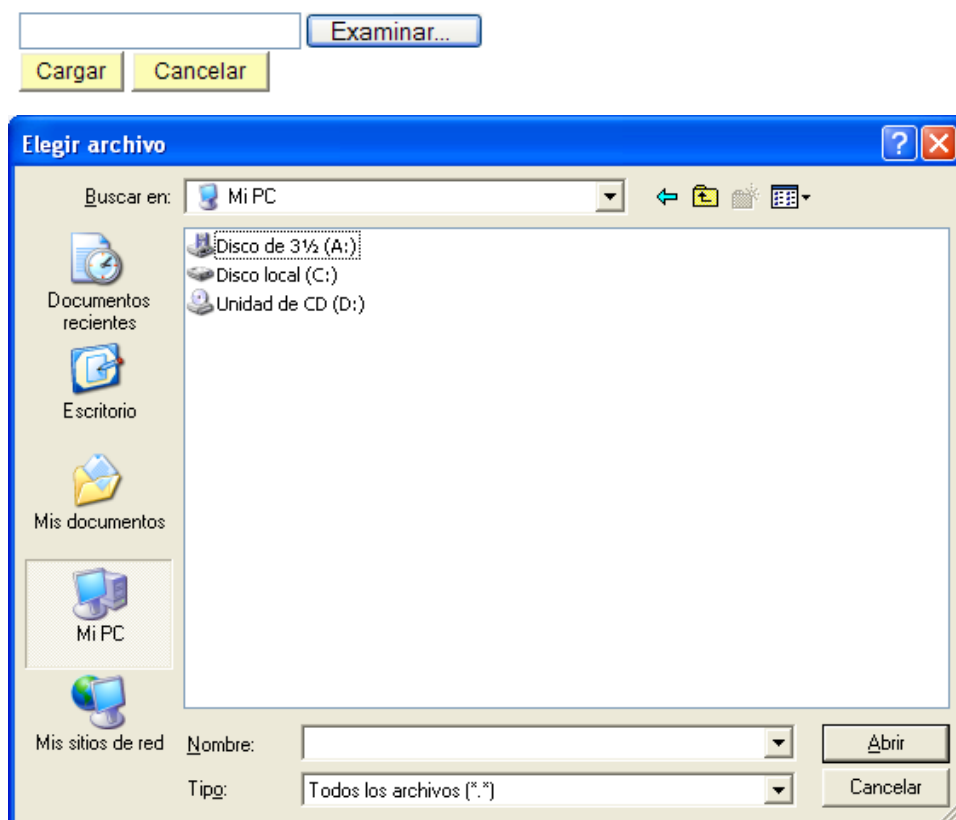 Examinar...
Cargar
Cancelar
Elegir archivo
Buscar en:
Mi PC
Disco de 3½ (A:)
Disco local (C:)
Unidad de CD (D:)
Documentos
recientes
Escritorio
Mis documentos
Mi PC
Mis sitios de red
Nombre:
Abrir
Tipo:
Todos los archivos (*.*)
Cancelar